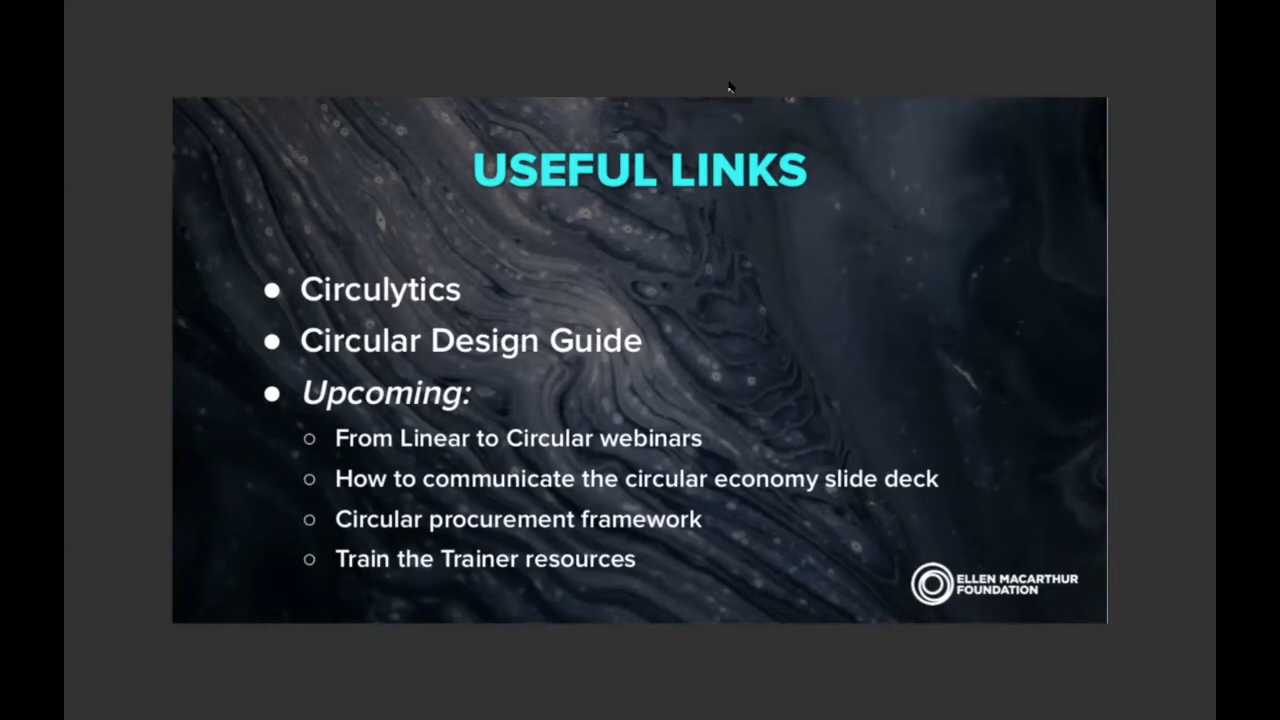 USEFUL LINKS
● Circulytics
● Circular Design Guide
● Upcoming:
○ From Linear to Circular webinars
○ How to communicate the circular economy slide deck
○ Circular procurement framework
○ Train the Trainer resources
ELLEN MACARTHUR
FOUNDATION